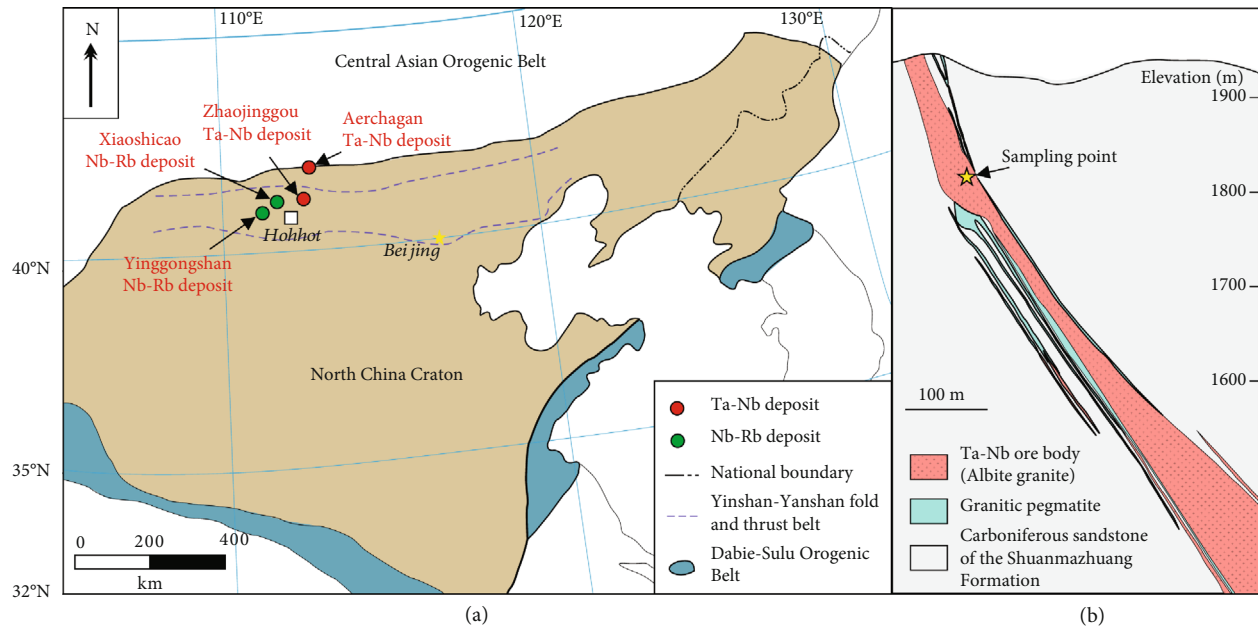 110°E
120°E
130°E
N
Central Asian Orogenic Belt
Zhaojinggou
Ta-Nb deposit
Aerchagan
Ta-Nb deposit
Xiaoshicao
Nb-Rb deposit
Hohhot
Beijing
Yinggongshan
Nb-Rb deposit
40°N
North China Craton
35°N
32°N
0 200 400
km
Ta-Nb deposit
Nb-Rb deposit
National boundary
Yinshan-Yanshan fold
and thrust belt
Dabie-Sulu Orogenic
Belt
(a)
(b)
Elevation (m)
1900
Sampling point
1800
1700
1600
100 m
Ta-Nb ore body
(Albite granite)
Granitic pegmatite
Carboniferous sandstone
of the Shuanmazhuang
Formation
(b)